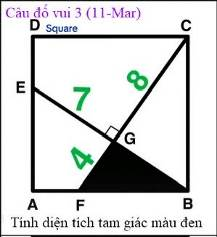 Câu đố vui 3 (11-Mar)
D Square C
E
7 8
G
4
A F B
Tính diện tích tam giác màu đen